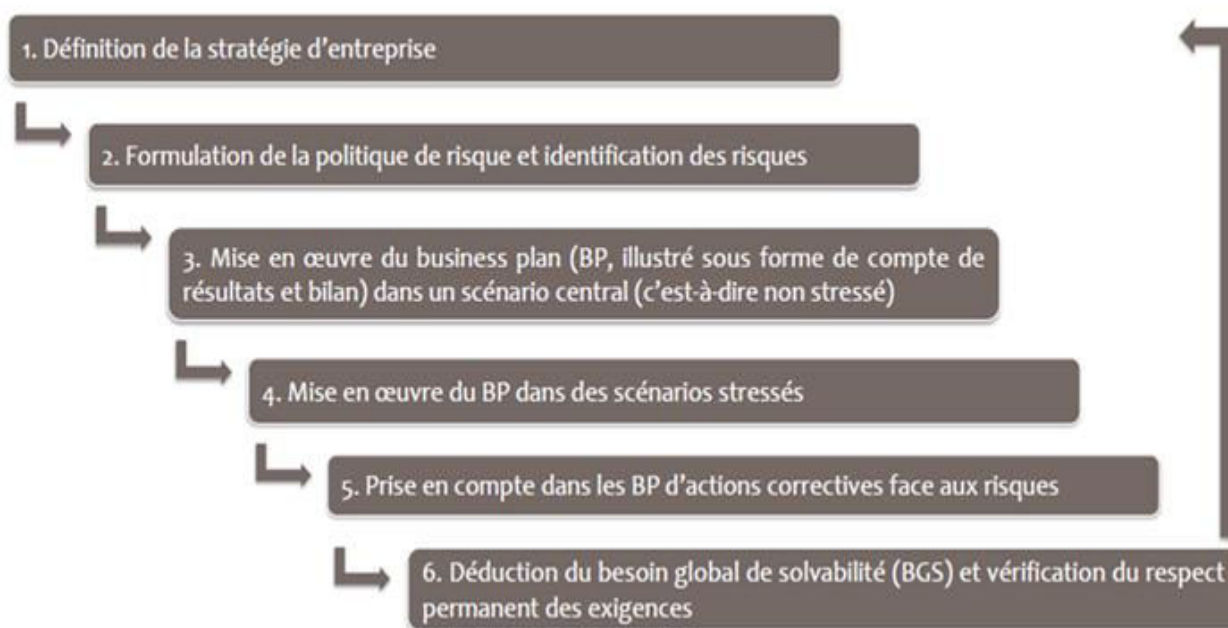 1. Définition de la stratégie d’entreprise
2. Formulation de la politique de risque et identification des risques
3. Mise en œuvre du business plan (BP, illustré sous forme de compte de
résultats et bilan) dans un scénario central (c’est-à-dire non stressé)
4. Mise en œuvre du BP dans des scénarios stressés
5. Prise en compte dans les BP d’actions correctives face aux risques
6. Déduction du besoin global de solvabilité (BGS) et vérification du respect
permanent des exigences